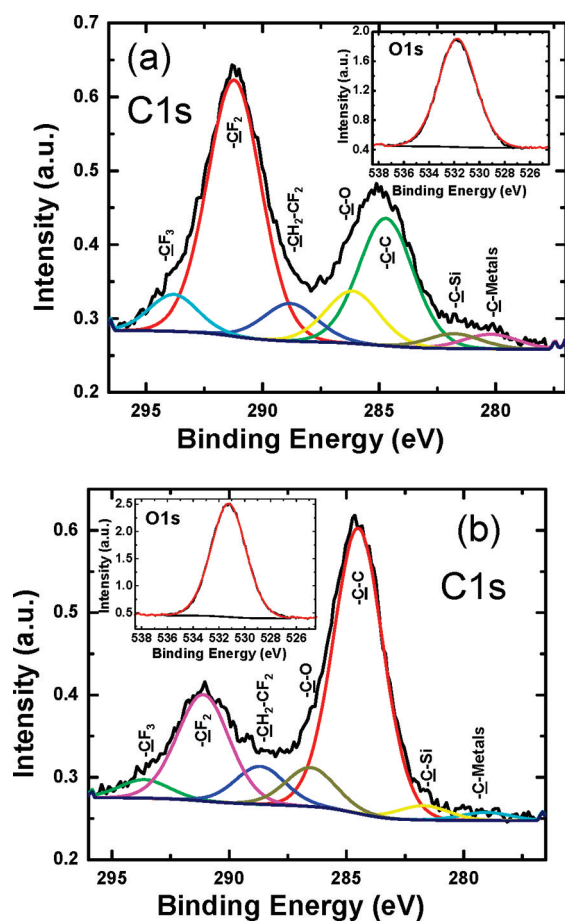 (a)
C1s
-CF3
-CF2
-CH2-CF2
-C-O
-C-C
-C-Si
-C-Metals
0.7
0.6
0.5
0.4
0.3
0.2
Intensity (a.u.)
295 290 285 280
Binding Energy (eV)
O1s
2.0
1.6
1.2
0.8
0.4
Intensity (a.u.)
538 536 534 532 530 528 526
Binding Energy (eV)
(b)
C1s
-CF3
-CF2
-CH2-CF2
-C-O
-C-C
-C-Si
-C-Metals
0.6
0.5
0.4
0.3
0.2
Intensity (a.u.)
295 290 285 280
Binding Energy (eV)
O1s
2.5
2.0
1.5
1.0
0.5
Intensity (a.u.)
538 536 534 532 530 528 526
Binding Energy (eV)